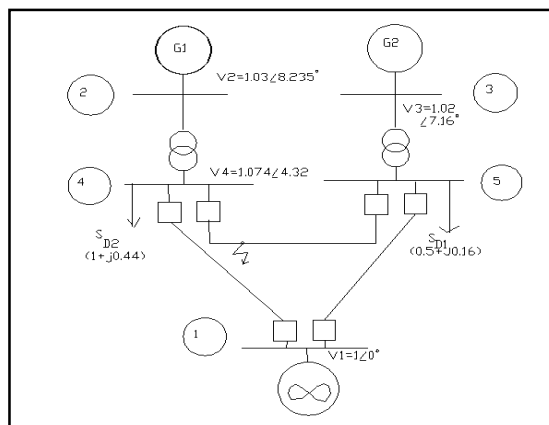 G1
G2
V2=1.03∠8.235°
2
3
V3=1.02
∠7.16°
V4=1.074∠4.32
4
5
S
D2
(1+j0.44)
S
D1
(0.5+j0.16)
1
V1=1∠0°